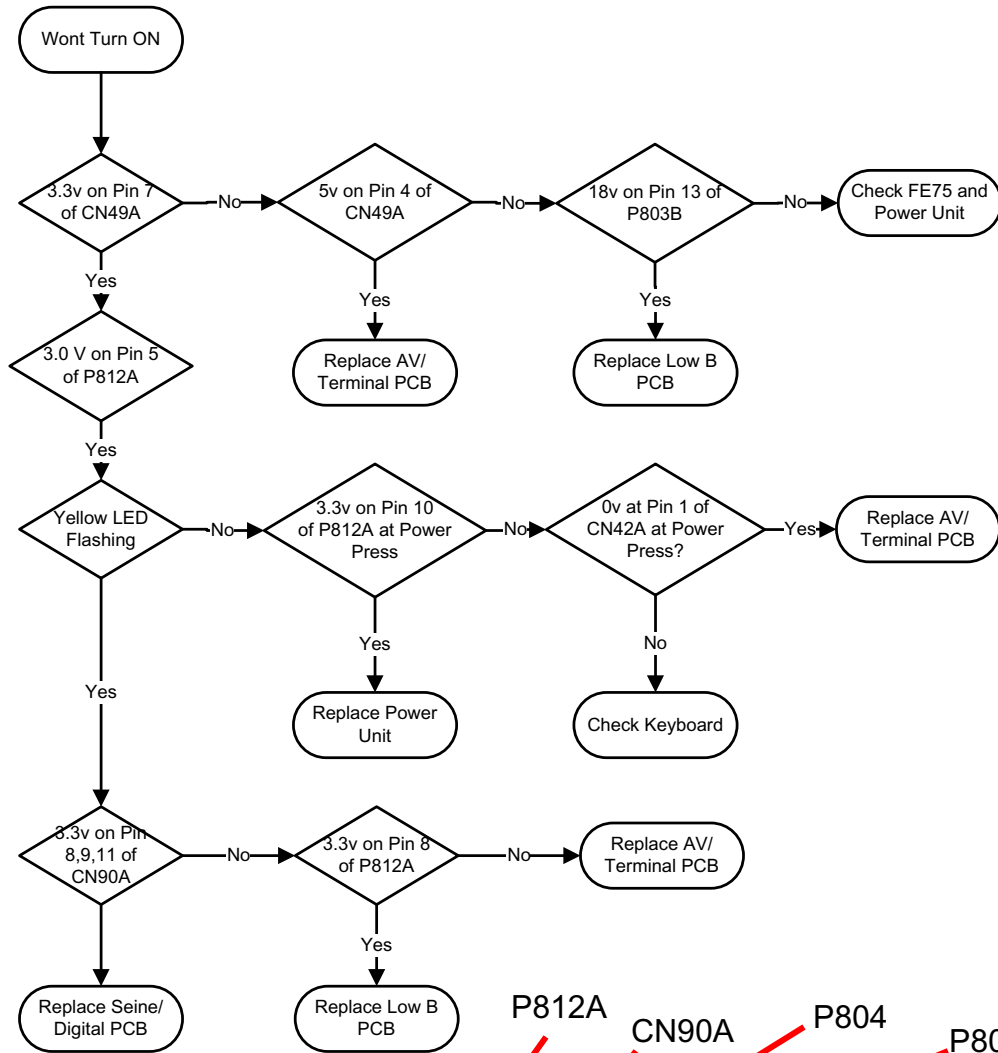 Wont Turn ON
3.3v on Pin 7
of CN49A
No
5v on Pin 4 of
CN49A
No
18v on Pin 13 of
P803B
No
Check FE75 and
Power Unit
Yes
Yes
Yes
3.0 V on Pin 5
of P812A
Replace AV/
Terminal PCB
Replace Low B
PCB
Yes
Yellow LED
Flashing
No
3.3v on Pin 10
of P812A at Power
Press
No
0v at Pin 1 of
CN42A at Power
Press?
Yes
Replace AV/
Terminal PCB
Yes
Yes
No
Replace Power
Unit
Check Keyboard
3.3v on Pin
8,9,11 of
CN90A
No
3.3v on Pin 8
of P812A
No
Replace AV/
Terminal PCB
Yes
Replace Seine/
Digital PCB
Replace Low B
PCB
P812A
CN90A
P804
P80